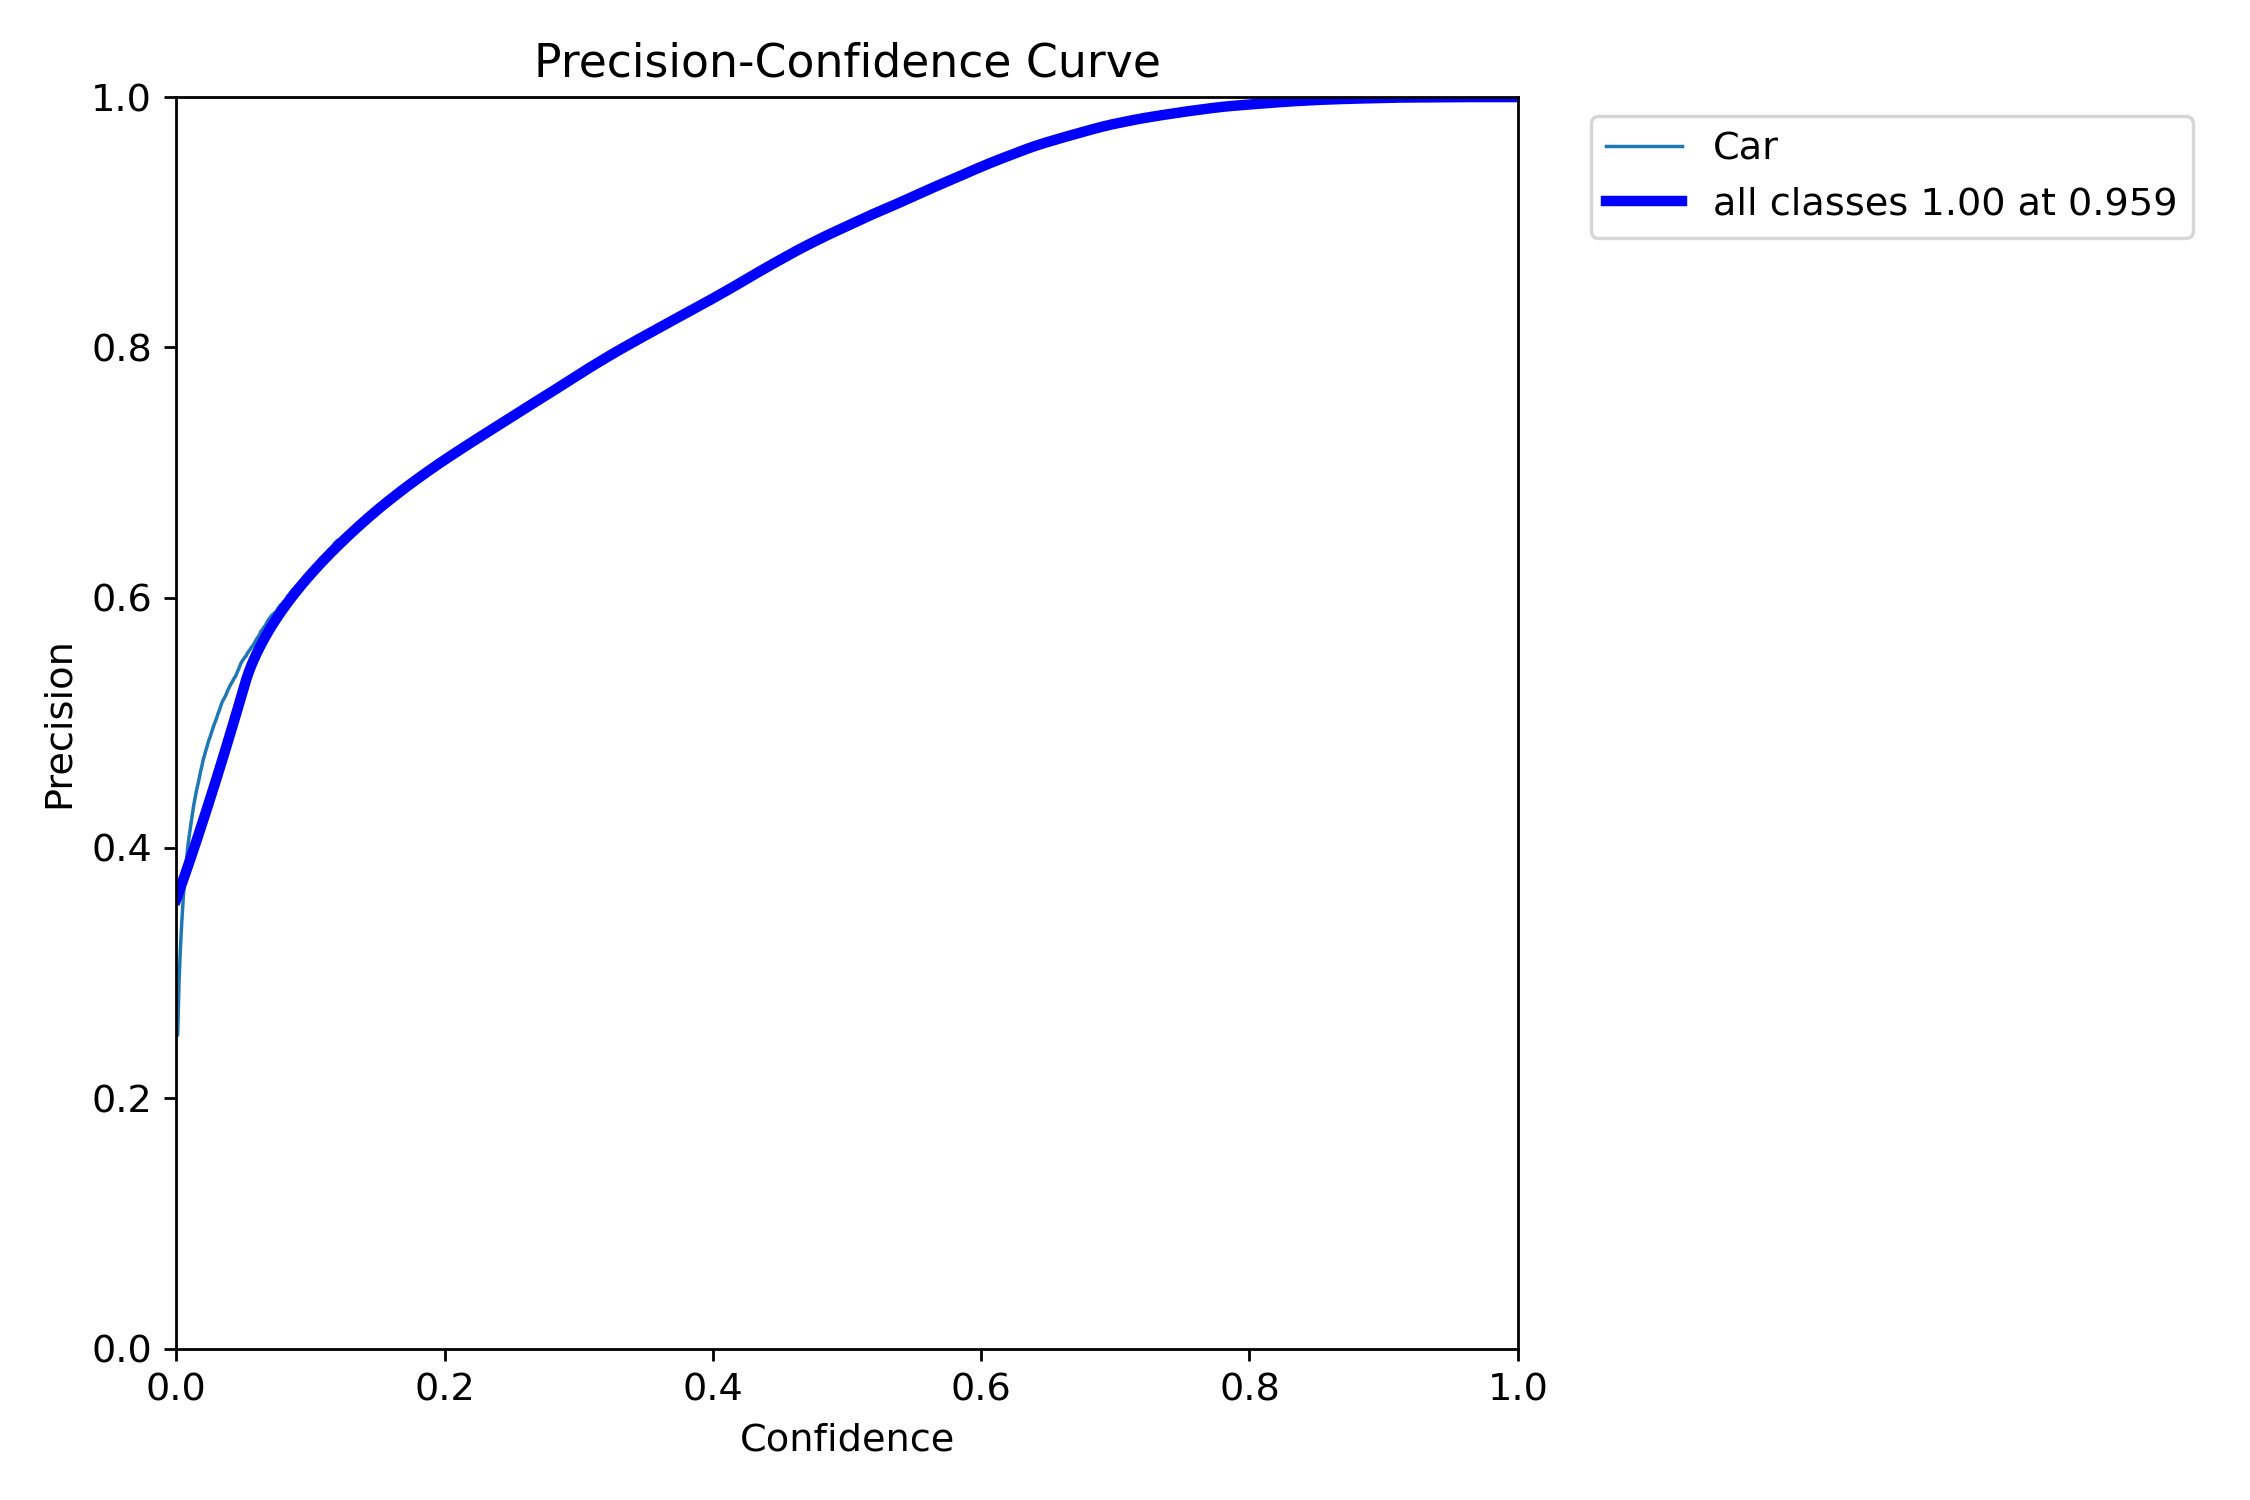 Precision-Confidence Curve
1.0
0.8
0.6
0.4
0.2
0.0
Precision
0.0 0.2 0.4 0.6 0.8 1.0
Confidence
Car
all classes 1.00 at 0.959